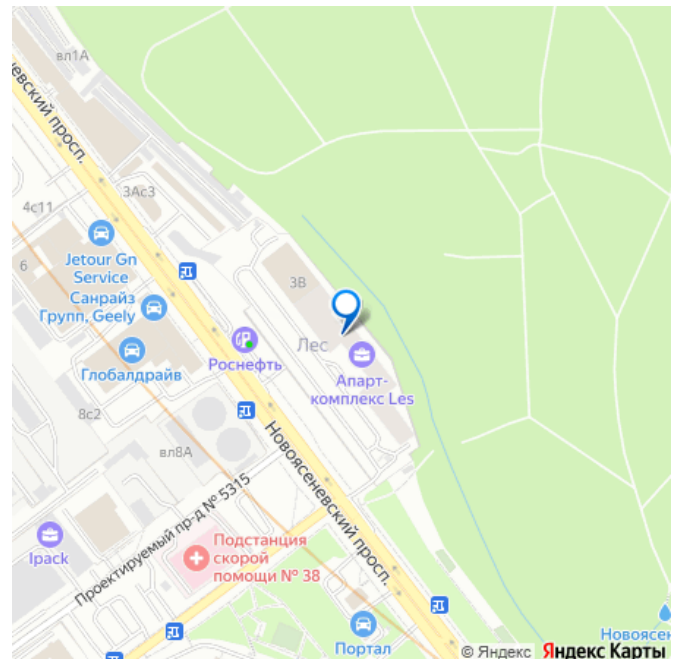 вл1А
невский просп.
3Ас3
4с11
6
Jetour Gn
Service
Санрайз
Групп, Geely
3В
Роснефть
Лес
Апарт-
комплекс Les
Глобалдрайв
8с2
вл8А
Новоясеневский просп.
Проектируемый пр-д № 5315
Ipack
Подстанция
скорой
помощи № 38
Портал
Новоясен
© Яндекс Яндекс Карты